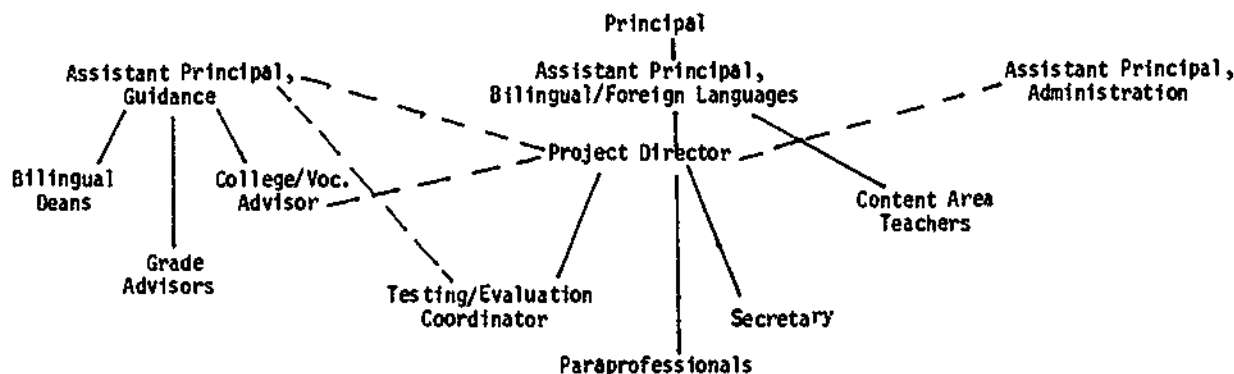 Principal
Assistant Principal,
Guidance
Assistant Principal,
Bilingual/Foreign Languages
Assistant Principal,
Administration
Project Director
Bilingual
Deans
College/Voc.
Advisor
Content Area
Teachers
Grade
Advisors
Testing/Evaluation
Coordinator
Secretary
Paraprofessionals